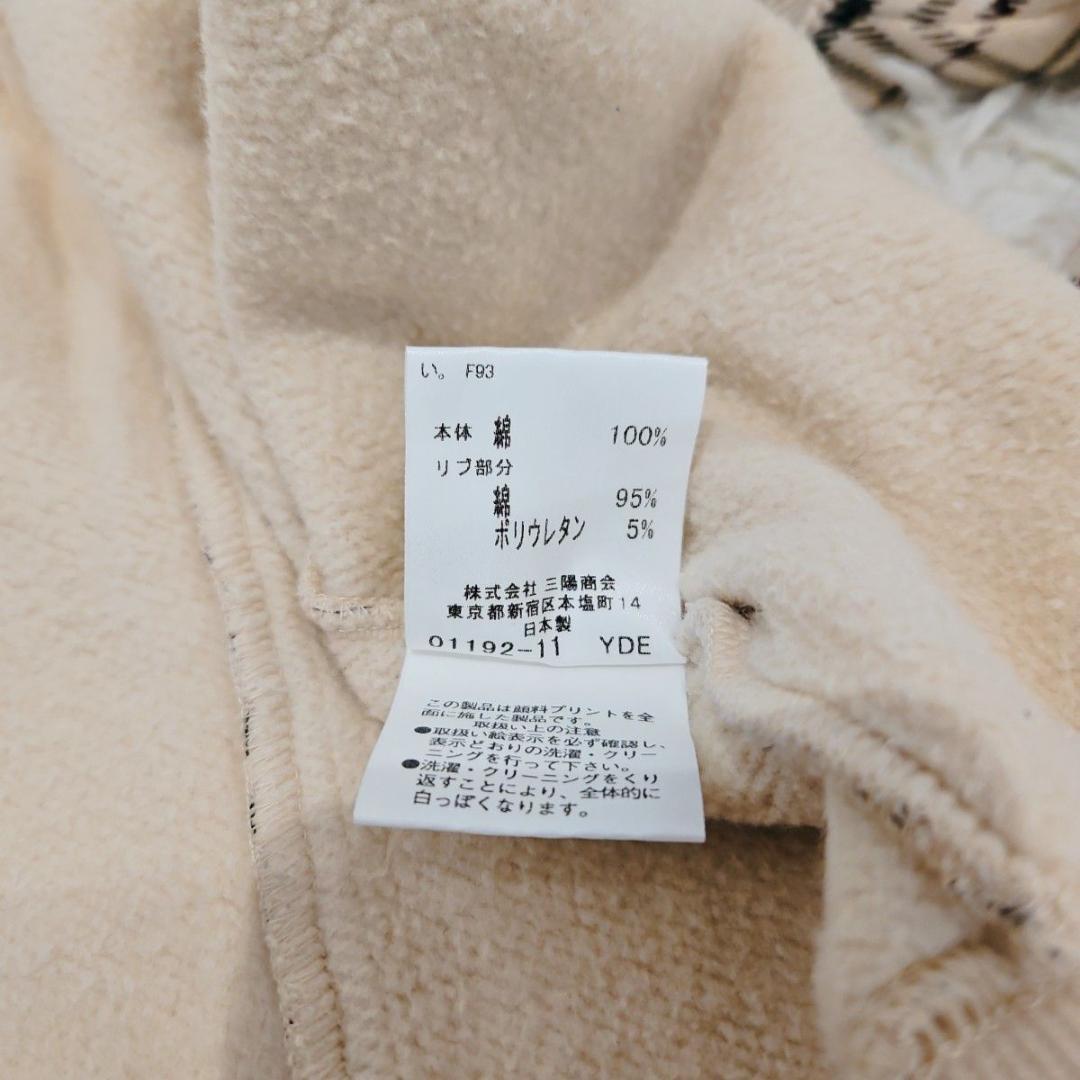 い。 F93
本体 綿 100%
リブ部分
綿 95%
ポリウレタン 5%
株式会社 三陽商会
東京都新宿区本塩町14
日本製
01192-11 YDE
この製品は顔料プリントを全
面に施した製品です。
取扱い上の注意
●取扱い絵表示を必ず確認し、
表示どおりの洗濯・クリー
ニングを行って下さい。
●洗濯・クリーニングをくり
返すことにより、全体的に
白っぽくなります。